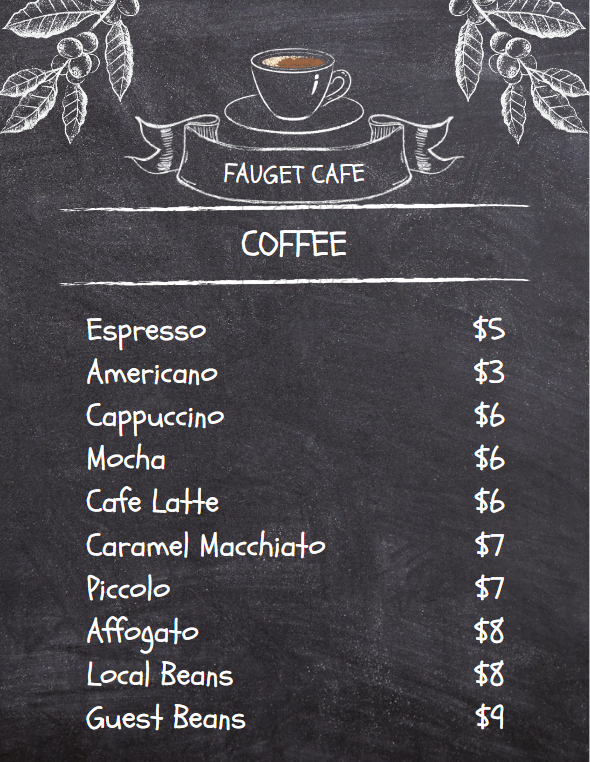 FAUGET CAFE
COFFEE
Espresso $5
Americano $3
Cappuccino $6
Mocha $6
Cafe Latte $6
Caramel Macchiato $7
Piccolo $7
Affogato $8
Local Beans $8
Guest Beans $9